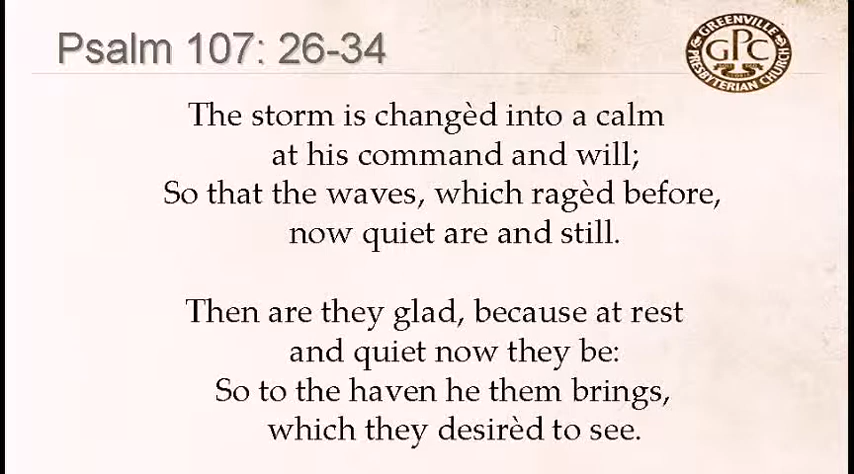 Psalm 107: 26-34
GREENVILLE
GPC
PRESBYTERIAN CHURCH
The storm is changèd into a calm
at his command and will;
So that the waves, which ragèd before,
now quiet are and still.
Then are they glad, because at rest
and quiet now they be:
So to the haven he them brings,
which they desirèd to see.